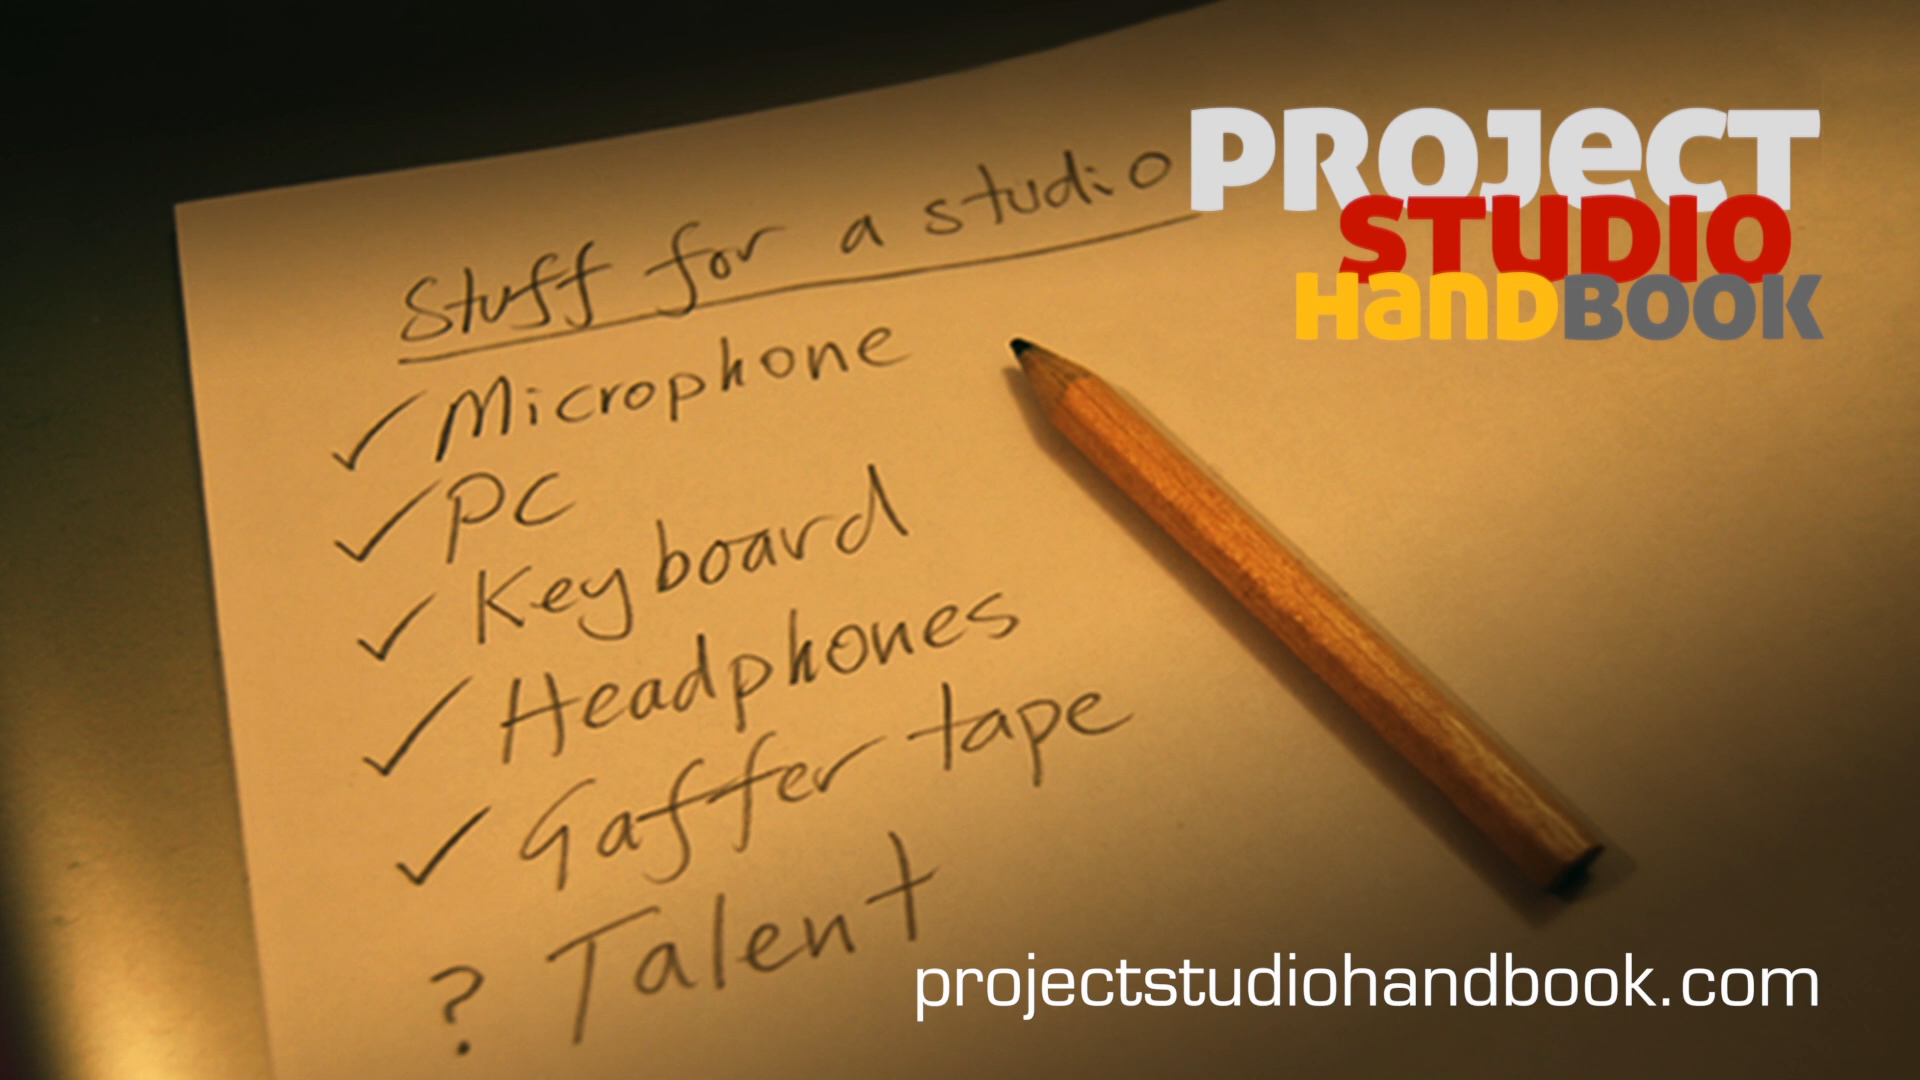 Stuff for a studio
✓ Microphone
✓ PC
✓ Keyboard
✓ Headphones
✓ Gaffer tape
? Talent
PROJECT
STUDIO
HANDBOOK
projectstudiohandbook.com